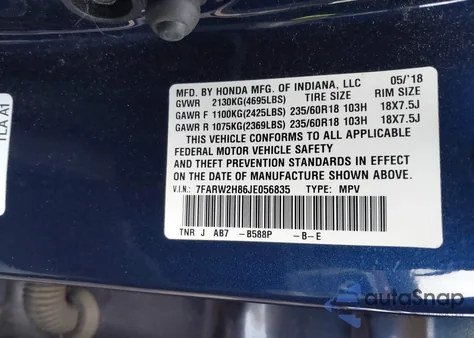 MFD. BY HONDA MFG. OF INDIANA, LLC 05/'18
GVWR 2130KG(4695LBS) TIRE SIZE RIM SIZE
GAWR F 1100KG(2425LBS) 235/60R18 103H 18X7.5J
GAWR R 1075KG(2369LBS) 235/60R18 103H 18X7.5J
THIS VEHICLE CONFORMS TO ALL APPLICABLE
FEDERAL MOTOR VEHICLE SAFETY
AND THEFT PREVENTION STANDARDS IN EFFECT
ON THE DATE OF MANUFACTURE SHOWN ABOVE.
V.I.N.: 7FARW2H86JE056835 TYPE: MPV
TNR J A87 -B588P -B-E
TLA A1
autoSnap